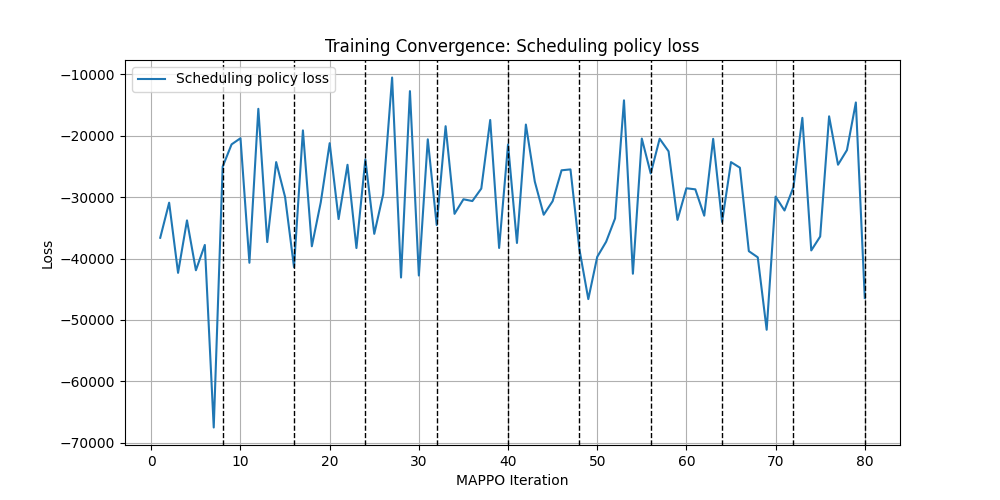 Training Convergence: Scheduling policy loss
Scheduling policy loss
−10000
−20000
−30000
−40000
−50000
−60000
−70000
Loss
0 10 20 30 40 50 60 70 80
MAPPO Iteration